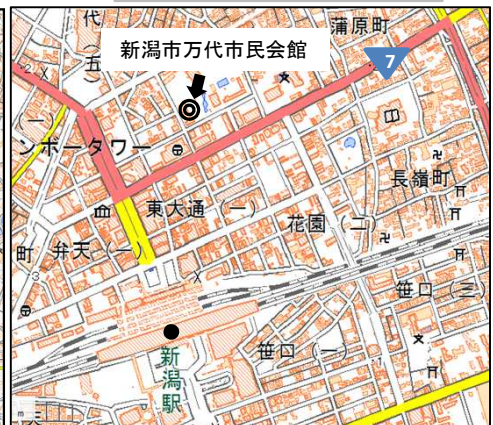 代
(五)
蒲原町
新潟市万代市民会館
7
(一)
ンボータワー
長嶺町
東大通(一)
花園(二)
町
弁天(一)
笹口(三)
笹口(一)
新潟駅